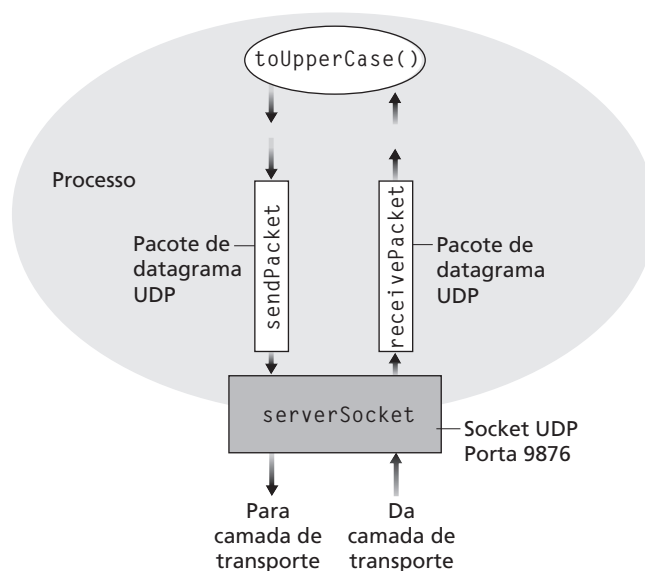 toUpperCase()
Processo
Pacote de
datagrama
UDP
sendPacket
receivePacket
Pacote de
datagrama
UDP
serverSocket
Socket UDP
Porta 9876
Para
camada de
transporte
Da
camada de
transporte